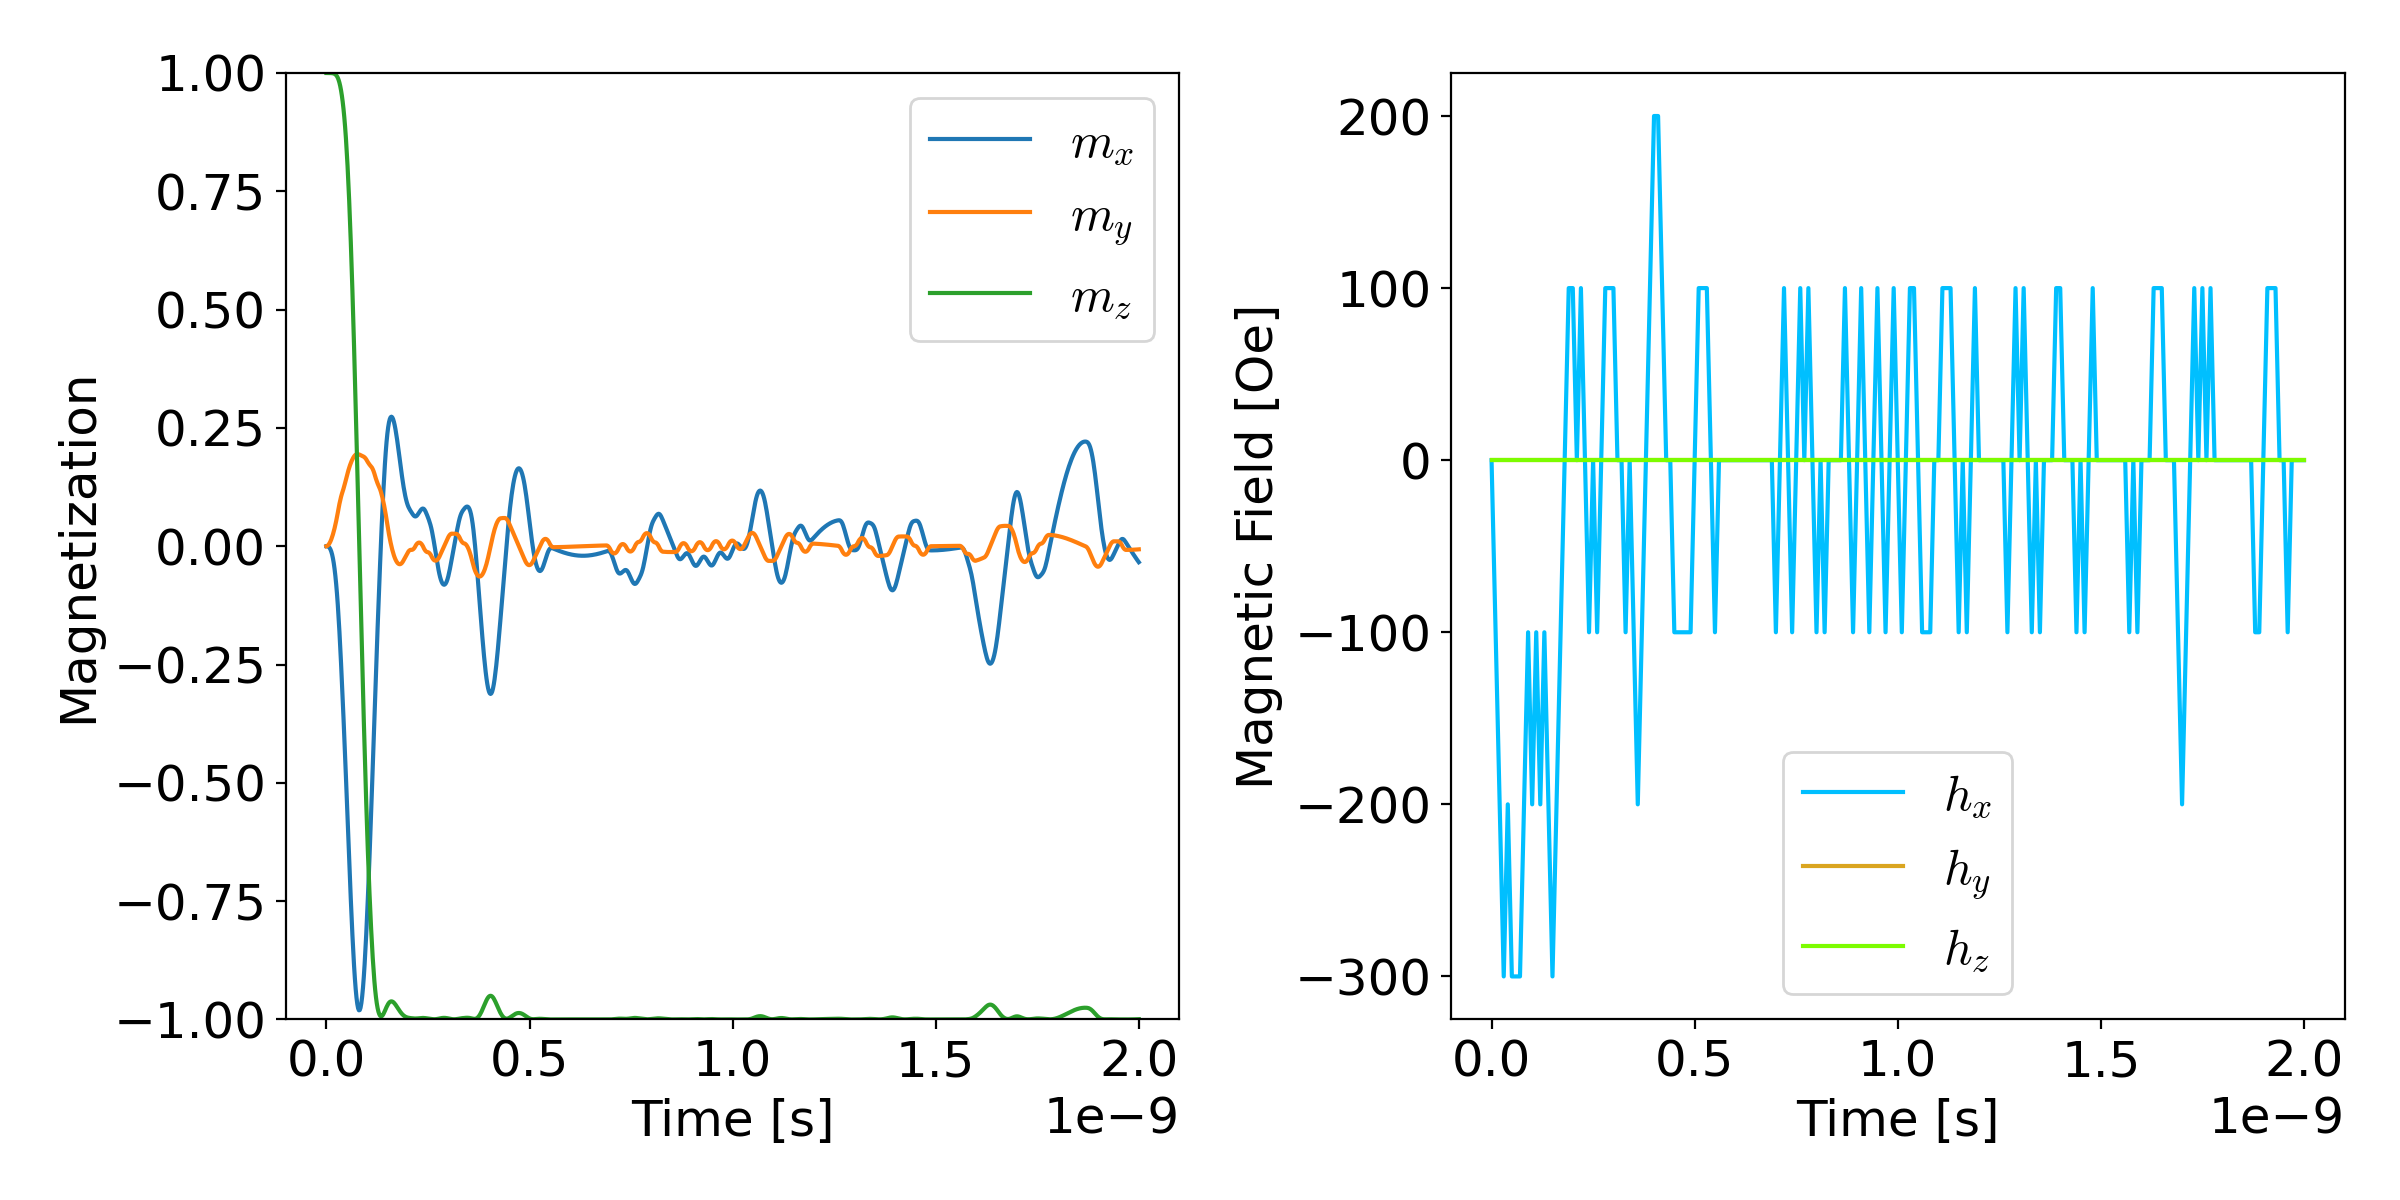 1.00
0.75
0.50
0.25
0.00
−0.25
−0.50
−0.75
−1.00
Magnetization
0.0 0.5 1.0 1.5 2.0
Time [s]
1e−9
m_x
m_y
m_z
200
100
0
−100
−200
−300
Magnetic Field [Oe]
0.0 0.5 1.0 1.5 2.0
Time [s]
1e−9
h_x
h_y
h_z